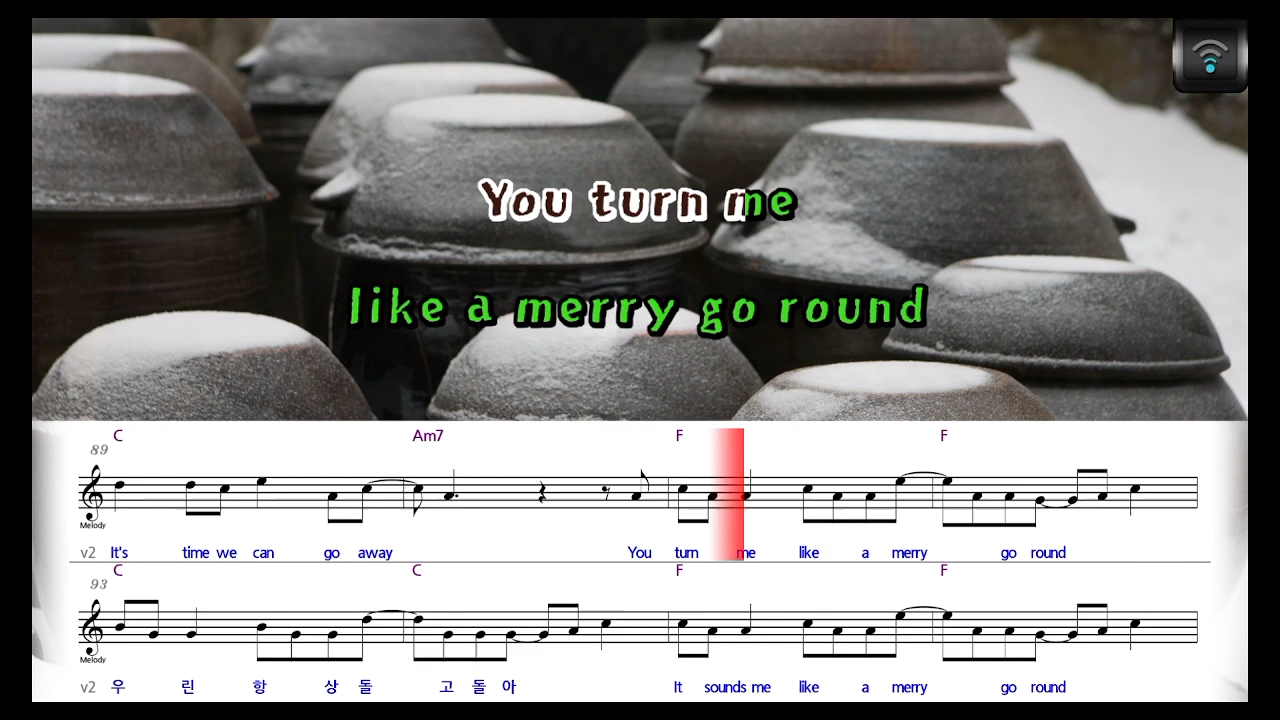 You turn me
like a merry go round
C Am7 F F
89
Melody
v2 It's time we can go away You turn me like a merry go round
C C F F
93
Melody
v2 우 린 항 상 돌 고 돌 아 It sounds me like a merry go round